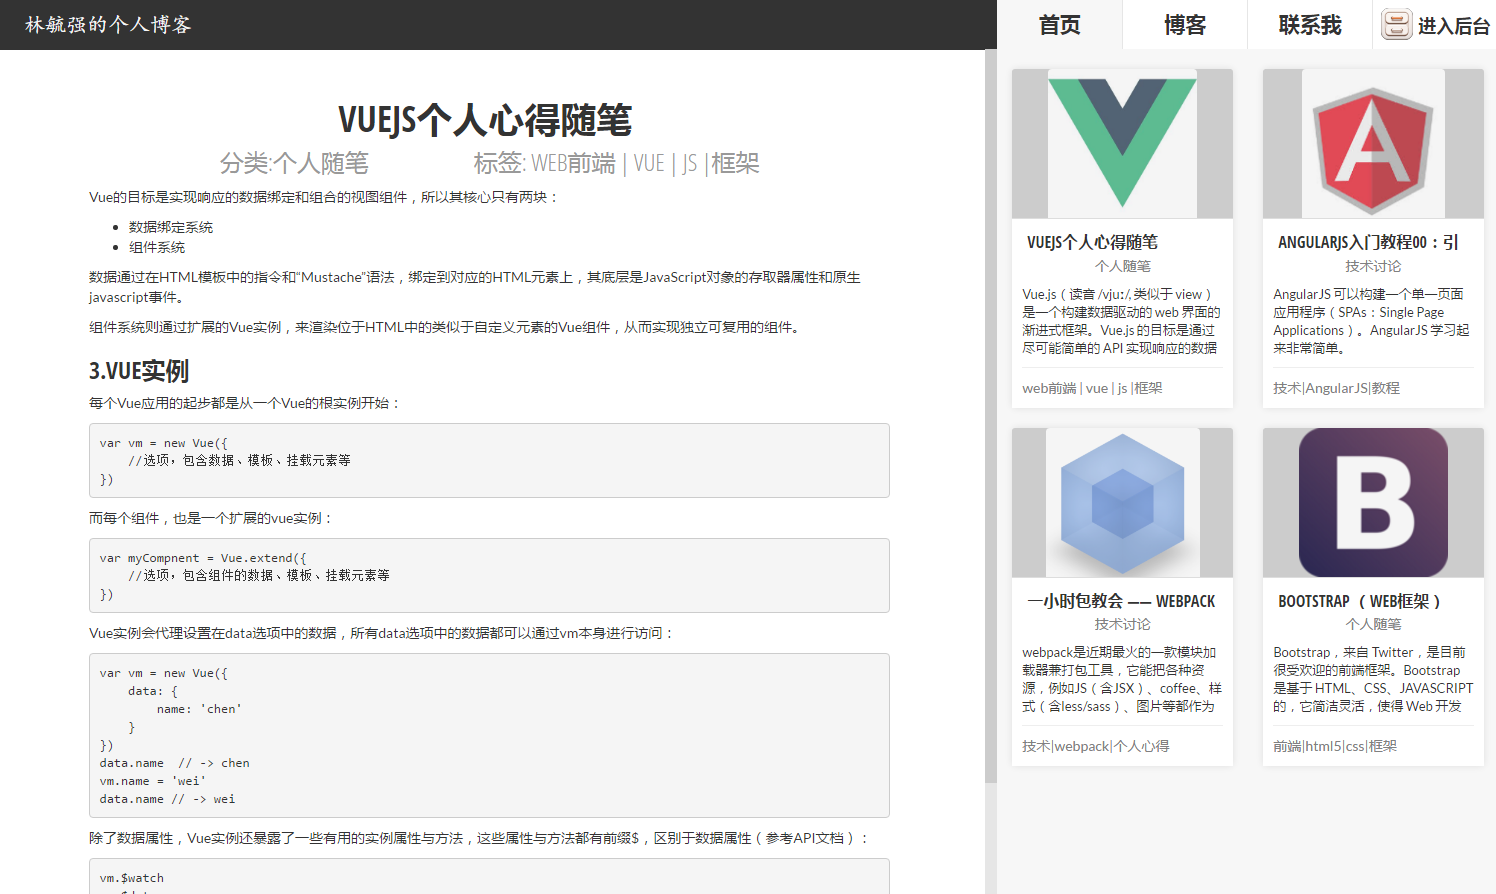 林毓强的个人博客
首页
博客
联系我
进入后台
VUEJS个人心得随笔
分类:个人随笔 标签: WEB前端 | VUE | JS |框架
Vue的目标是实现响应的数据绑定和组合的视图组件，所以其核心只有两块：
数据绑定系统
组件系统
数据通过在HTML模板中的指令和“Mustache”语法，绑定到对应的HTML元素上，其底层是JavaScript对象的存取器属性和原生
javascript事件。
组件系统则通过扩展的Vue实例，来渲染位于HTML中的类似于自定义元素的Vue组件，从而实现独立可复用的组件。
3.VUE实例
每个Vue应用的起步都是从一个Vue的根实例开始：
var vm = new Vue({
    //选项，包含数据、模板、挂载元素等
})
而每个组件，也是一个扩展的vue实例：
var myCompnent = Vue.extend({
    //选项，包含组件的数据、模板、挂载元素等
})
Vue实例会代理设置在data选项中的数据，所有data选项中的数据都可以通过vm本身进行访问：
var vm = new Vue({
    data: {
        name: 'chen'
    }
})
data.name  // -> chen
vm.name = 'wei'
data.name // -> wei
除了数据属性，Vue实例还暴露了一些有用的实例属性与方法，这些属性与方法都有前缀$，区别于数据属性（参考API文档）：
vm.$watch
VUEJS个人心得随笔
个人随笔
Vue.js（读音 /vjuː/, 类似于 view）
是一个构建数据驱动的 web 界面的
渐进式框架。Vue.js 的目标是通过
尽可能简单的 API 实现响应的数据
web前端 | vue | js |框架
ANGULARJS入门教程00：引
技术讨论
AngularJS 可以构建一个单一页面
应用程序（SPAs：Single Page
Applications）。AngularJS 学习起
来非常简单。
技术|AngularJS|教程
一小时包教会 —— WEBPACK
技术讨论
webpack是近期最火的一款模块加
载器兼打包工具，它能把各种资
源，例如JS（含JSX）、coffee、样
式（含less/sass）、图片等都作为
技术|webpack|个人心得
B
BOOTSTRAP （WEB框架）
个人随笔
Bootstrap，来自 Twitter，是目前
很受欢迎的前端框架。Bootstrap
是基于 HTML、CSS、JAVASCRIPT
的，它简洁灵活，使得 Web 开发
前端|html5|css|框架